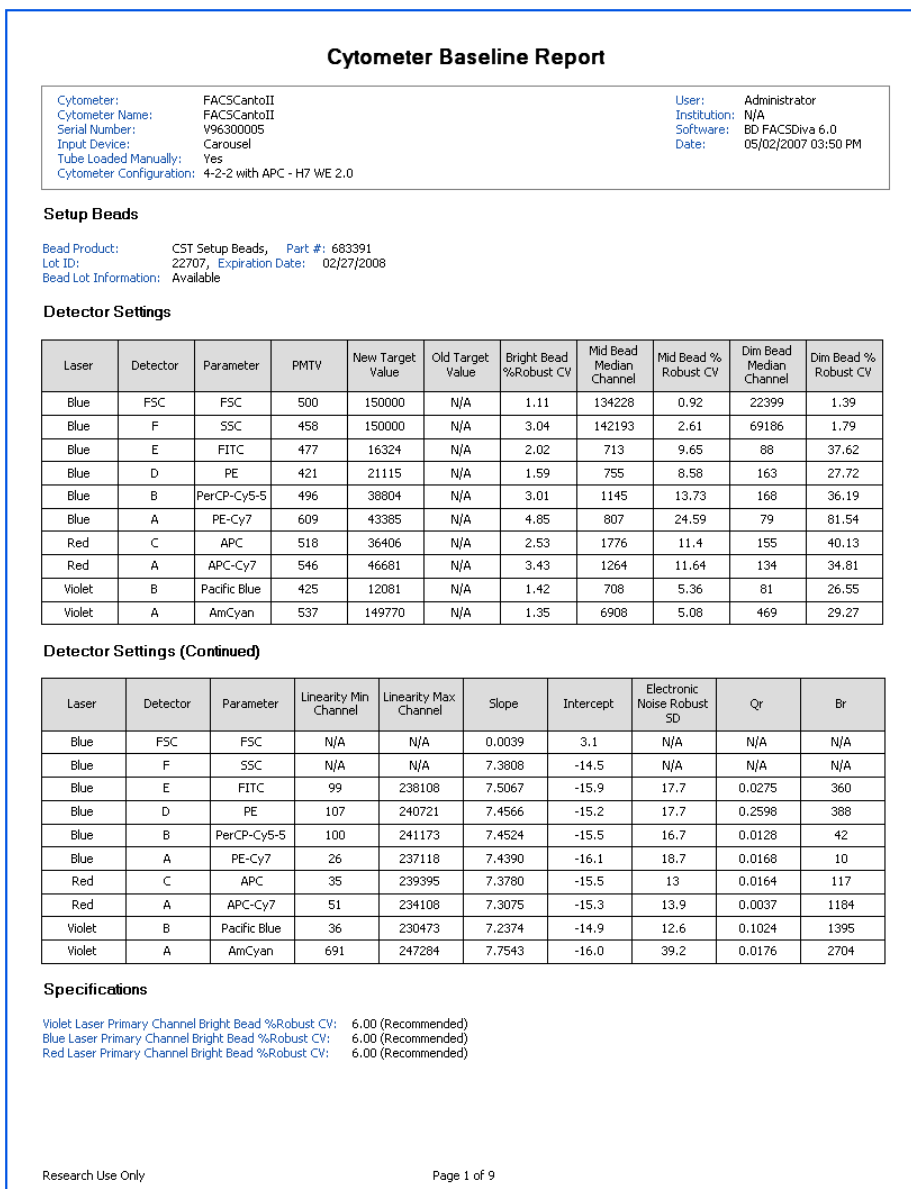 Cytometer Baseline Report
Cytometer: FACSCantoII
Cytometer Name: FACSCantoII
Serial Number: V96300005
Input Device: Carousel
Tube Loaded Manually: Yes
Cytometer Configuration: 4-2-2 with APC - H7 WE 2.0
User: Administrator
Institution: N/A
Software: BD FACSDiva 6.0
Date: 05/02/2007 03:50 PM
Setup Beads
Bead Product: CST Setup Beads, Part #: 683391
Lot ID: 22707, Expiration Date: 02/27/2008
Bead Lot Information: Available
Detector Settings
Laser Detector Parameter PMTV New Target Value Old Target Value Bright Bead %Robust CV Mid Bead Median Channel Mid Bead % Robust CV Dim Bead Median Channel Dim Bead % Robust CV
Blue FSC FSC 500 150000 N/A 1.11 134228 0.92 22399 1.39
Blue F SSC 458 150000 N/A 3.04 142193 2.61 69186 1.79
Blue E FITC 477 16324 N/A 2.02 713 9.65 88 37.62
Blue D PE 421 21115 N/A 1.59 755 8.58 163 27.72
Blue B PerCP-Cy5-5 496 38804 N/A 3.01 1145 13.73 168 36.19
Blue A PE-Cy7 609 43385 N/A 4.85 807 24.59 79 81.54
Red C APC 518 36406 N/A 2.53 1776 11.4 155 40.13
Red A APC-Cy7 546 46681 N/A 3.43 1264 11.64 134 34.81
Violet B Pacific Blue 425 12081 N/A 1.42 708 5.36 81 26.55
Violet A AmCyan 537 149770 N/A 1.35 6908 5.08 469 29.27
Detector Settings (Continued)
Laser Detector Parameter Linearity Min Channel Linearity Max Channel Slope Intercept Electronic Noise Robust SD Qr Br
Blue FSC FSC N/A N/A 0.0039 3.1 N/A N/A N/A
Blue F SSC N/A N/A 7.3808 -14.5 N/A N/A N/A
Blue E FITC 99 238108 7.5067 -15.9 17.7 0.0275 360
Blue D PE 107 240721 7.4566 -15.2 17.7 0.2598 388
Blue B PerCP-Cy5-5 100 241173 7.4524 -15.5 16.7 0.0128 42
Blue A PE-Cy7 26 237118 7.4390 -16.1 18.7 0.0168 10
Red C APC 35 239395 7.3780 -15.5 13 0.0164 117
Red A APC-Cy7 51 234108 7.3075 -15.3 13.9 0.0037 1184
Violet B Pacific Blue 36 230473 7.2374 -14.9 12.6 0.1024 1395
Violet A AmCyan 691 247284 7.7543 -16.0 39.2 0.0176 2704
Specifications
Violet Laser Primary Channel Bright Bead %Robust CV: 6.00 (Recommended)
Blue Laser Primary Channel Bright Bead %Robust CV: 6.00 (Recommended)
Red Laser Primary Channel Bright Bead %Robust CV: 6.00 (Recommended)
Research Use Only
Page 1 of 9